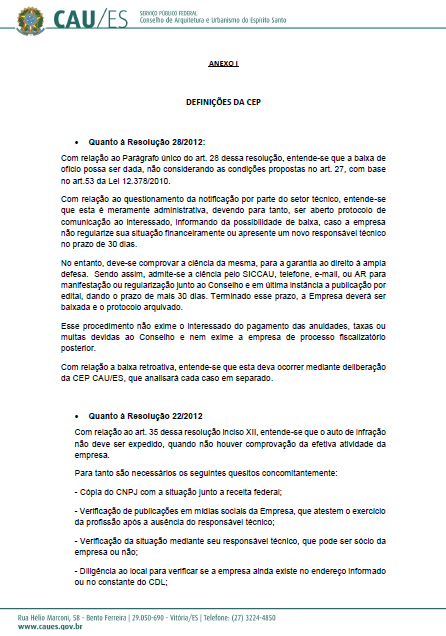 CAU/ES
SERVIÇO PÚBLICO FEDERAL
Conselho de Arquitetura e Urbanismo do Espírito Santo
ANEXO I
DEFINIÇÕES DA CEP
• Quanto à Resolução 28/2012:
Com relação ao Parágrafo único do art. 28 dessa resolução, entende-se que a baixa de
ofício possa ser dada, não considerando as condições propostas no art. 27, com base
no art.53 da Lei 12.378/2010.
Com relação ao questionamento da notificação por parte do setor técnico, entende-se
que esta é meramente administrativa, devendo para tanto, ser aberto protocolo de
comunicação ao interessado, informando da possibilidade de baixa, caso a empresa
não regularize sua situação financeiramente ou apresente um novo responsável técnico
no prazo de 30 dias.
No entanto, deve-se comprovar a ciência da mesma, para a garantia ao direito à ampla
defesa. Sendo assim, admite-se a ciência pelo SICCAU, telefone, e-mail, ou AR para
manifestação ou regularização junto ao Conselho e em última instância a publicação por
edital, dando o prazo de mais 30 dias. Terminado esse prazo, a Empresa deverá ser
baixada e o protocolo arquivado.
Esse procedimento não exime o interessado do pagamento das anuidades, taxas ou
multas devidas ao Conselho e nem exime a empresa de processo fiscalizatório
posterior.
Com relação a baixa retroativa, entende-se que esta deva ocorrer mediante deliberação
da CEP CAU/ES, que analisará cada caso em separado.
• Quanto à Resolução 22/2012
Com relação ao art. 35 dessa resolução inciso XII, entende-se que o auto de infração
não deve ser expedido, quando não houver comprovação da efetiva atividade da
empresa.
Para tanto são necessários os seguintes quesitos concomitantemente:
- Cópia do CNPJ com a situação junto a receita federal;
- Verificação de publicações em mídias sociais da Empresa, que atestem o exercício
da profissão após a ausência do responsável técnico;
- Verificação da situação mediante seu responsável técnico, que pode ser sócio da
empresa ou não;
- Diligência ao local para verificar se a empresa ainda existe no endereço informado
ou no constante do CDL;
Rua Hélio Marconi, 58 - Bento Ferreira | 29.050-690 - Vitória/ES | Telefone: (27) 3224-4850
www.caues.gov.br